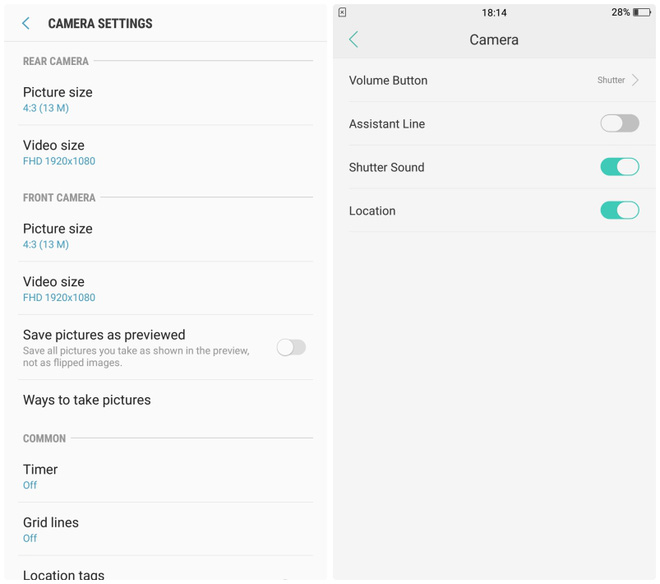 CAMERA SETTINGS
REAR CAMERA
Picture size
4:3 (13 M)
Video size
FHD 1920x1080
FRONT CAMERA
Picture size
4:3 (13 M)
Video size
FHD 1920x1080
Save pictures as previewed
Save all pictures you take as shown in the preview,
not as flipped images.
Ways to take pictures
COMMON
Timer
Off
Grid lines
Off
Location tags
18:14
28%
Camera
Volume Button
Shutter
Assistant Line
Shutter Sound
Location